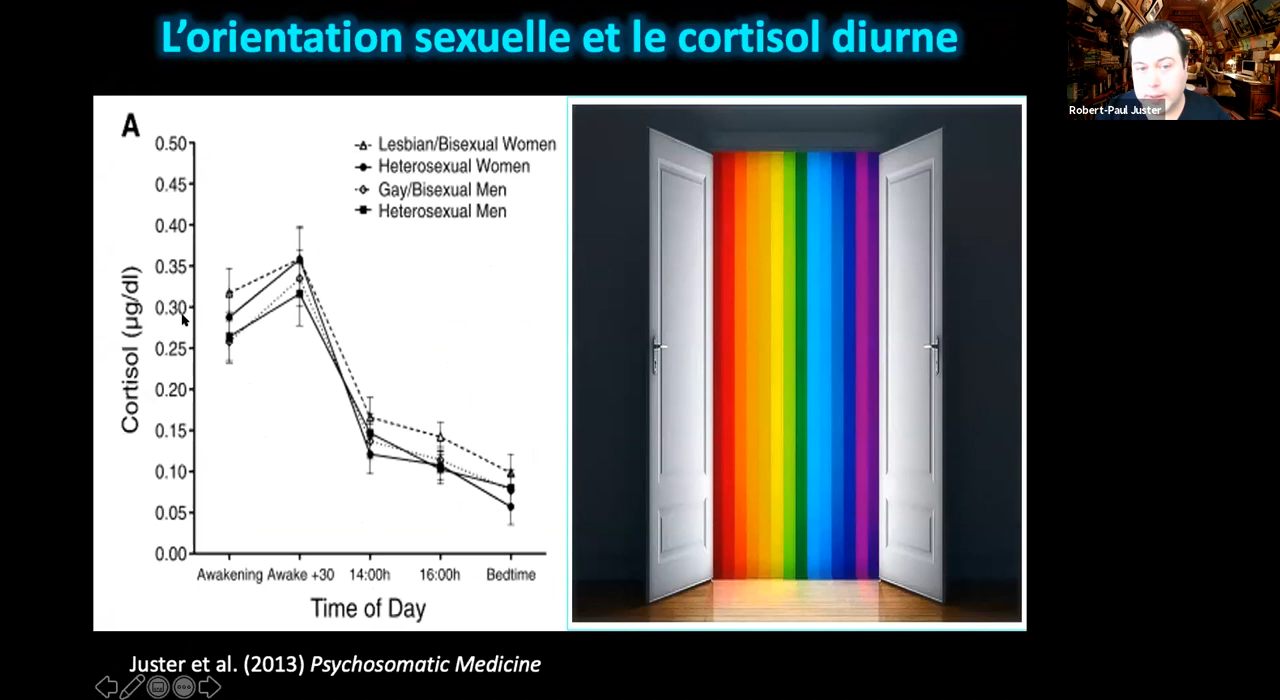 L'orientation sexuelle et le cortisol diurne
Robert-Paul Juster
A
Lesbian/Bisexual Women
Heterosexual Women
Gay/Bisexual Men
Heterosexual Men
0.50
0.45
0.40
0.35
0.30
0.25
0.20
0.15
0.10
0.05
0.00
Cortisol (µg/dl)
Awakening Awake +30 14:00h 16:00h Bedtime
Time of Day
Juster et al. (2013) Psychosomatic Medicine